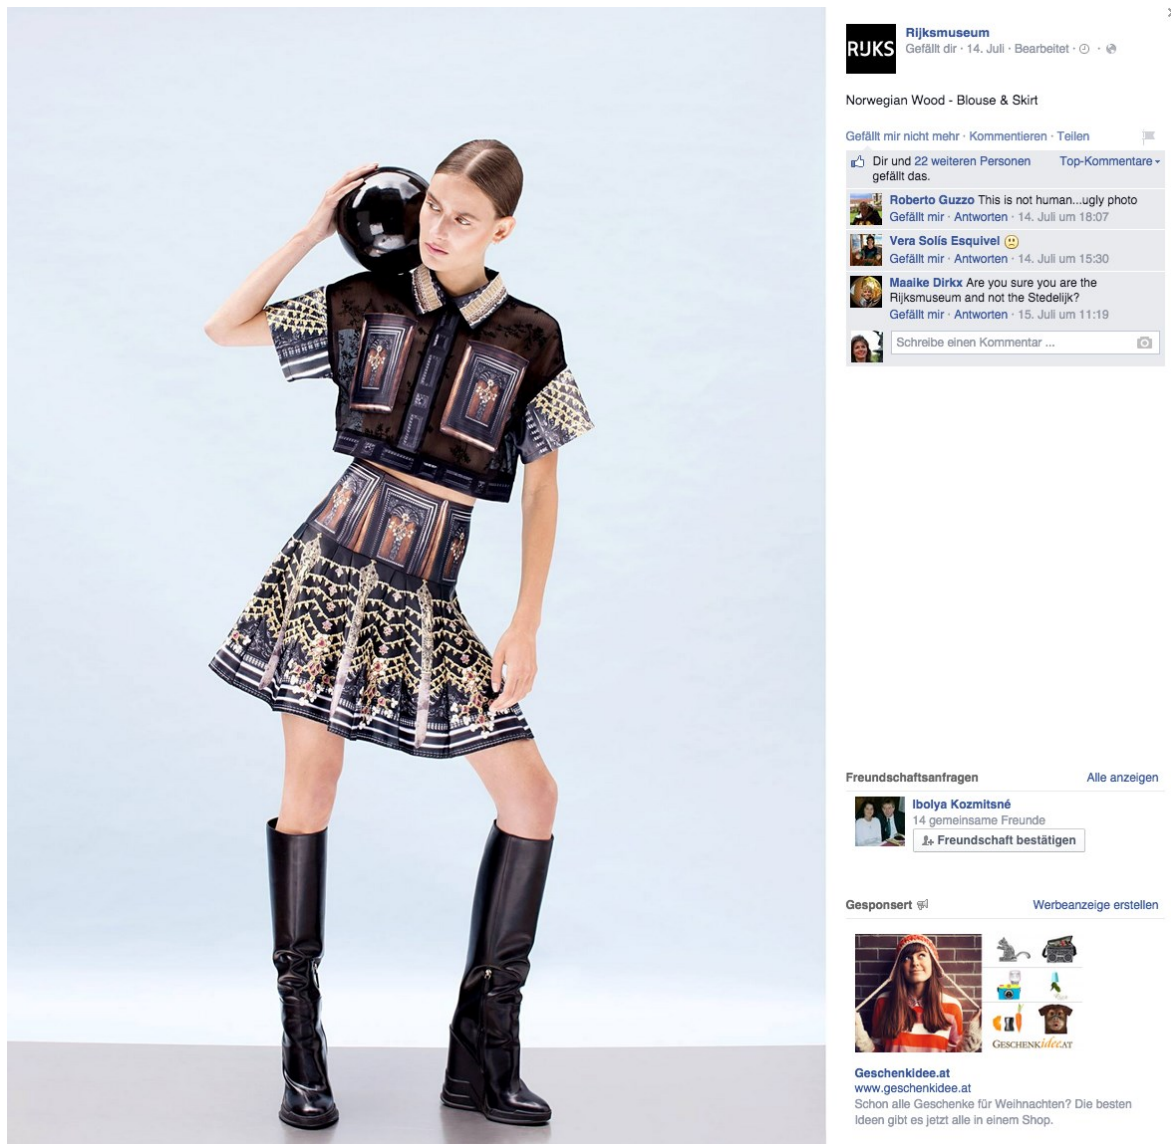 RIJKS
Rijksmuseum
Gefällt dir · 14. Juli · Bearbeitet ·
Norwegian Wood - Blouse & Skirt
Gefällt mir nicht mehr · Kommentieren · Teilen
Dir und 22 weiteren Personen gefällt das.
Top-Kommentare
Roberto Guzzo This is not human...ugly photo
Gefällt mir · Antworten · 14. Juli um 18:07
Vera Solís Esquivel
Gefällt mir · Antworten · 14. Juli um 15:30
Maaike Dirkx Are you sure you are the
Rijksmuseum and not the Stedelijk?
Gefällt mir · Antworten · 15. Juli um 11:19
Schreibe einen Kommentar ...
Freundschaftsanfragen
Alle anzeigen
Ibolya Kozmitsné
14 gemeinsame Freunde
Freundschaft bestätigen
Gesponsert
Werbeanzeige erstellen
GESCHENKidee.AT
Geschenkidee.at
www.geschenkidee.at
Schon alle Geschenke für Weihnachten? Die besten
Ideen gibt es jetzt alle in einem Shop.